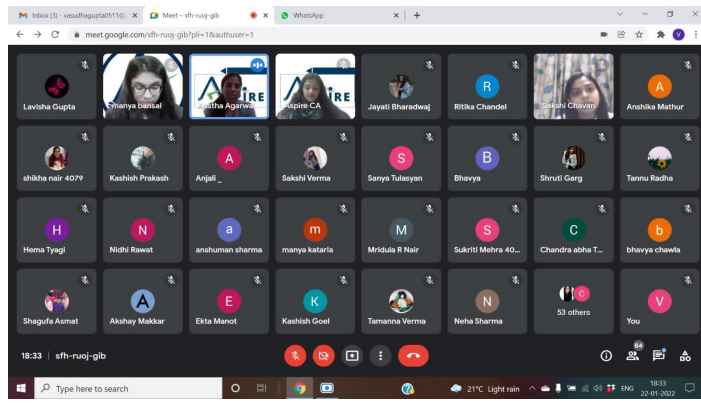 Inbox (3) - vasudhagupta0511@
Meet - sfh-ruoj-gib
WhatsApp
meet.google.com/sfh-ruoj-gib?pli=1&authuser=1
V
Lavisha Gupta
manya bansal
Aastha Agarwal
Aspire CA
Jayati Bharadwaj
R
Ritika Chandel
Sakshi Chavan
A
Anshika Mathur
shikha nair 4079
Kashish Prakash
A
Anjali _
Sakshi Verma
S
Sanya Tulasyan
B
Bhavya
Shruti Garg
Tannu Radha
H
Hema Tyagi
N
Nidhi Rawat
a
anshuman sharma
m
manya kataria
M
Mridula R Nair
S
Sukriti Mehra 40...
C
Chandra abha T...
b
bhavya chawla
Shagufa Asmat
A
Akshay Makkar
E
Ekta Manot
K
Kashish Goel
Tamanna Verma
N
Neha Sharma
C
53 others
V
You
18:33 | sfh-ruoj-gib
84
Type here to search
21°C Light rain
ENG
18:33
22-01-2022